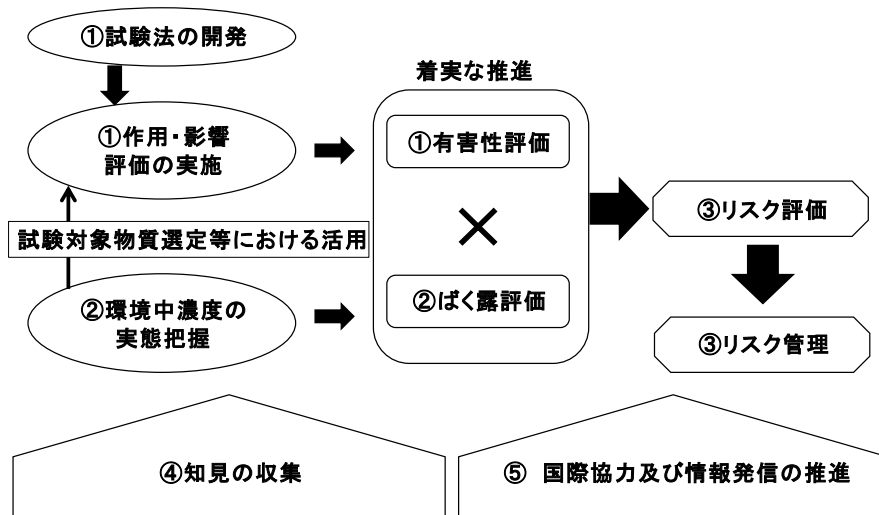 ①試験法の開発
着実な推進
①作用・影響
評価の実施
①有害性評価
×
③リスク評価
試験対象物質選定等における活用
②環境中濃度の
実態把握
②ばく露評価
③リスク管理
④知見の収集
⑤ 国際協力及び情報発信の推進